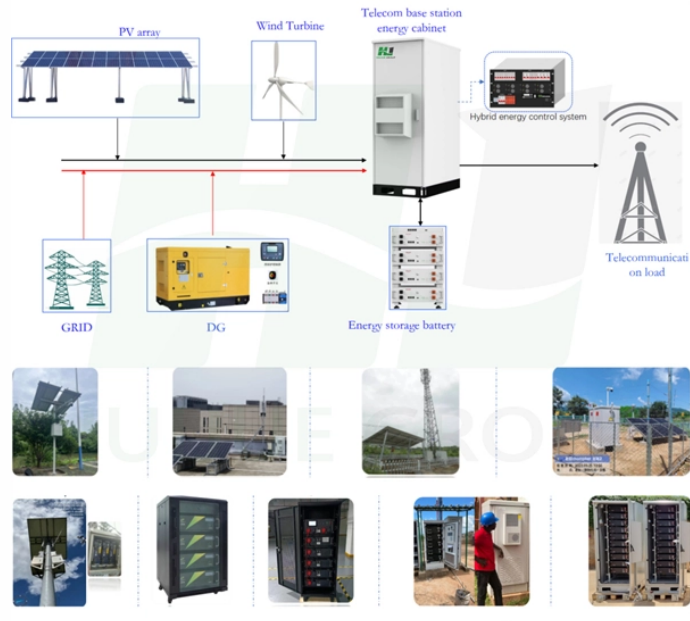 PV array
Wind Turbine
Telecom base station
energy cabinet
Hybrid energy control system
Telecommunicati
on load
GRID
DG
Energy storage battery